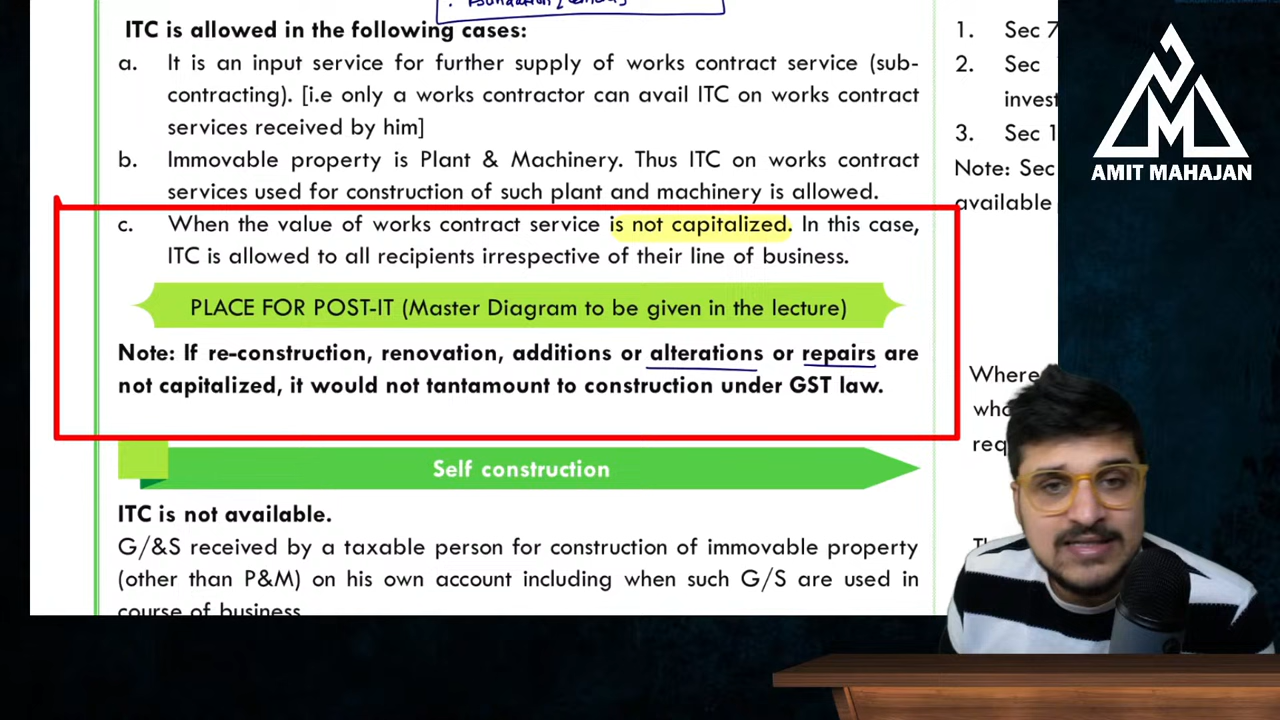 ITC is allowed in the following cases:
a. It is an input service for further supply of works contract service (sub-
contracting). [i.e only a works contractor can avail ITC on works contract
services received by him]
b. Immovable property is Plant & Machinery. Thus ITC on works contract
services used for construction of such plant and machinery is allowed.
c. When the value of works contract service is not capitalized. In this case,
ITC is allowed to all recipients irrespective of their line of business.
PLACE FOR POST-IT (Master Diagram to be given in the lecture)
Note: If re-construction, renovation, additions or alterations or repairs are
not capitalized, it would not tantamount to construction under GST law.
Self construction
ITC is not available.
G/&S received by a taxable person for construction of immovable property
(other than P&M) on his own account including when such G/S are used in
course of business
1. Sec 7
2. Sec
invest
3. Sec 1
Note: Sec
available
Where
who
req
AMIT MAHAJAN